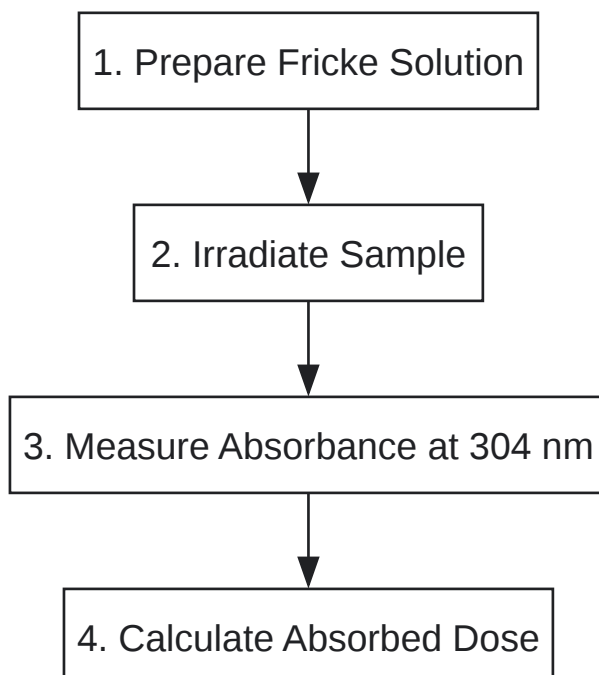 1. Prepare Fricke Solution
2. Irradiate Sample
3. Measure Absorbance at 304 nm
4. Calculate Absorbed Dose